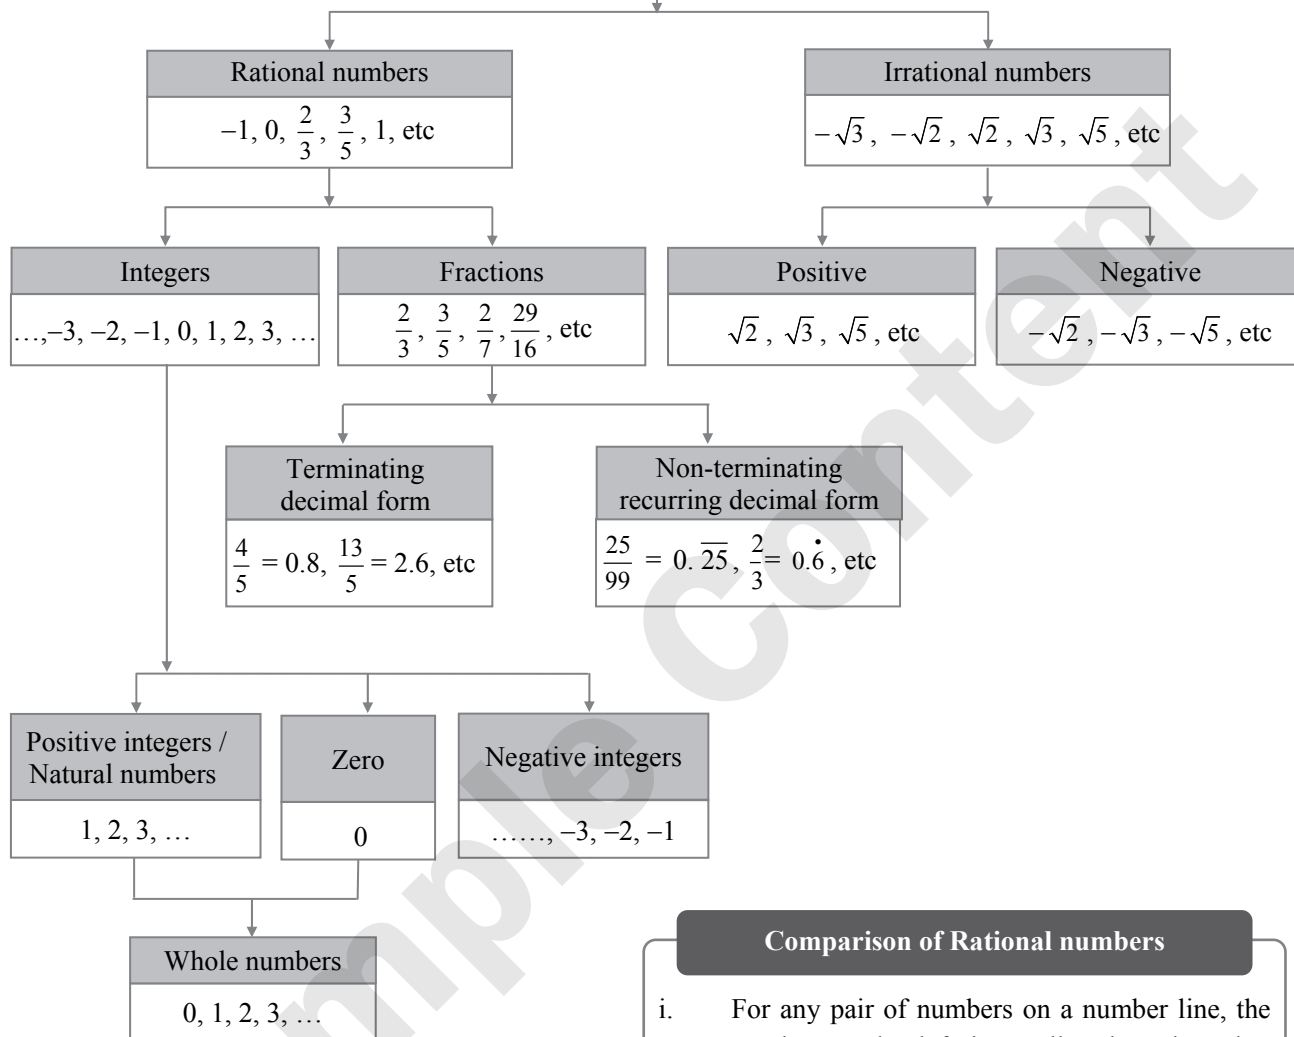 Rational numbers
–1, 0, 2/3, 3/5, 1, etc
Irrational numbers
–√3, –√2, √2, √3, √5, etc
Integers
…,–3, –2, –1, 0, 1, 2, 3, …
Fractions
2/3, 3/5, 2/7, 29/16, etc
Positive
√2, √3, √5, etc
Negative
–√2, –√3, –√5, etc
Terminating
decimal form
4/5 = 0.8, 13/5 = 2.6, etc
Non-terminating
recurring decimal form
25/99 = 0.2̅5̅, 2/3 = 0.6̇, etc
Positive integers /
Natural numbers
1, 2, 3, …
Zero
0
Negative integers
……, –3, –2, –1
Whole numbers
0, 1, 2, 3, …
Comparison of Rational numbers
i. For any pair of numbers on a number line, the
mple Content